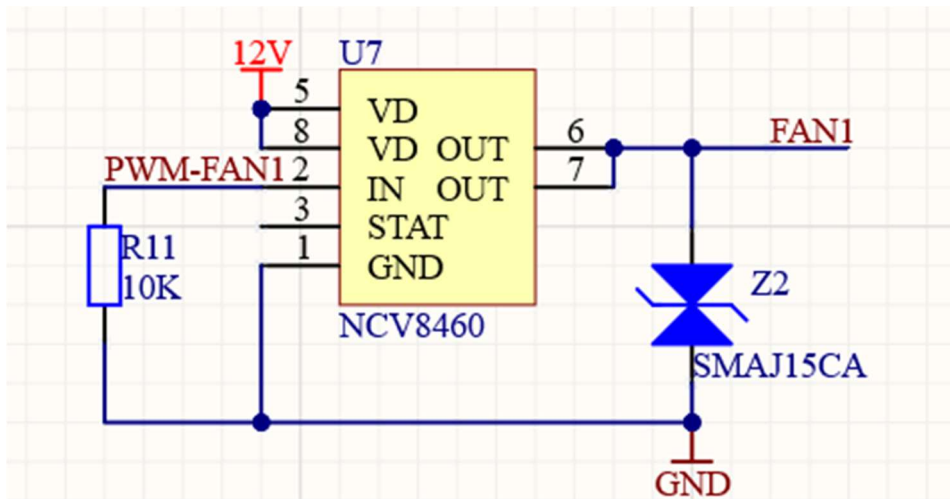 12V
U7
5
VD
8
VD OUT
6
FAN1
PWM-FAN1
2
IN OUT
7
3
STAT
R11
10K
1
GND
Z2
NCV8460
SMAJ15CA
GND